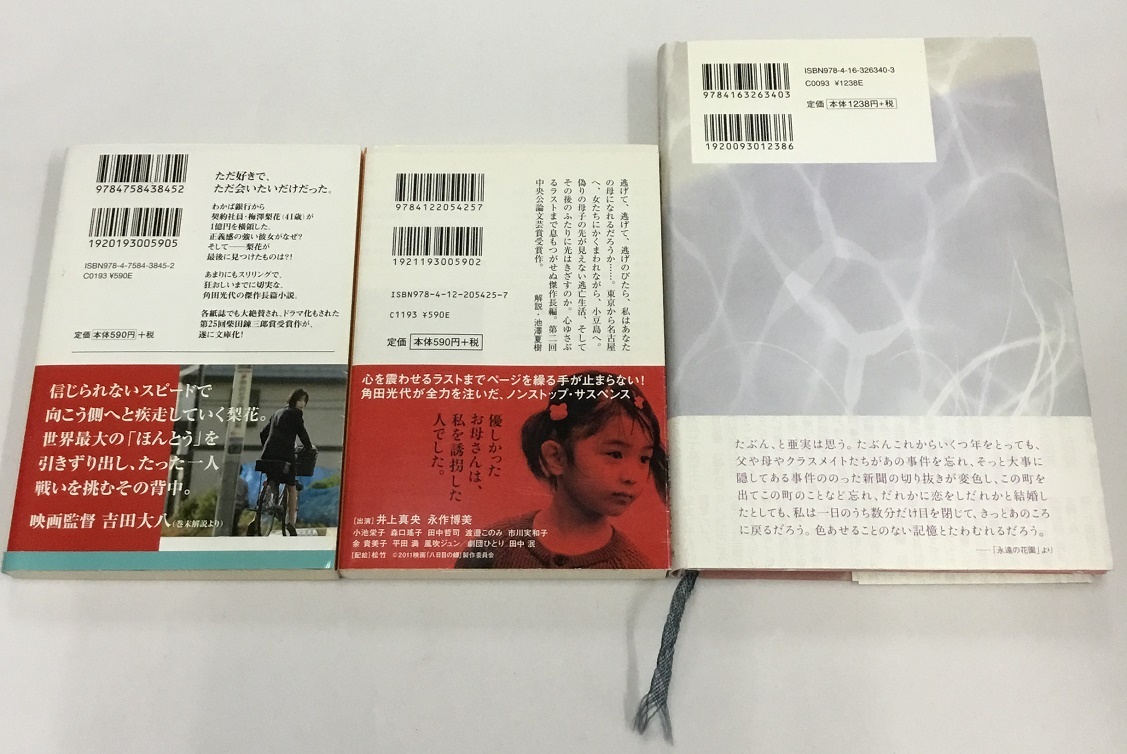 9784758438452
1920193005905
ISBN978-4-7584-3845-2
C0193 ¥590E
定価 本体590円 +税
ただ好きで、
ただ会いたいだけだった。
わかば銀行から
契約社員・梅澤梨花(41歳)が
1億円を横領した。
正義感の強い彼女がなぜ?
そして——梨花が
最後に見つけたものは?!
あまりにもスリリングで、
狂おしいまでに切実な、
角田光代の傑作長篇小説。
各紙誌でも大絶賛され、ドラマ化もされた
第25回柴田錬三郎賞受賞作が、
遂に文庫化!
信じられないスピードで
向こう側へと疾走していく梨花。
世界最大の「ほんとう」を
引きずり出し、たった一人
戦いを挑むその背中。
映画監督 吉田大八(巻末解説より)
9784122054257
1921193005902
ISBN978-4-12-205425-7
C1193 ¥590E
定価 本体590円 +税
逃げて、逃げて、逃げのびたら、私はあなた
の母になれるだろうか……。東京から名古屋
へ、女たちにかくまわれながら、小豆島へ。
偽りの母子の先が見えない逃亡生活、そして
その後のふたりに光はきざすのか。心ゆさぶ
るラストまで息もつがせぬ傑作長編。第二回
中央公論文芸賞受賞作。 解説・池澤夏樹
心を震わせるラストまでページを繰る手が止まらない!
角田光代が全力を注いだ、ノンストップ・サスペンス
優しかった
お母さんは、
私を誘拐した
人でした。
[出演]井上真央 永作博美
小池栄子 森口瑤子 田中哲司 渡邉このみ 市川実和子
余 貴美子 平田 満 風吹ジュン/劇団ひとり 田中 泯
[配給]松竹 ©2011映画「八日目の蟬」製作委員会
9784163263403
1920093012386
ISBN978-4-16-326340-3
C0093 ¥1238E
定価 本体1238円+税
たぶん、と亜実は思う。たぶんこれからいくつ年をとっても、
父や母やクラスメイトたちがあの事件を忘れ、そっと大事に
隠してある事件ののった新聞の切り抜きが変色し、この町を
出てこの町のことなど忘れ、だれかに恋をしだれかと結婚し
たとしても、私は一日のうち数分だけ目を閉じて、きっとあのころ
に戻るだろう。色あせることのない記憶とたわむれるだろう。
——「永遠の花園」より